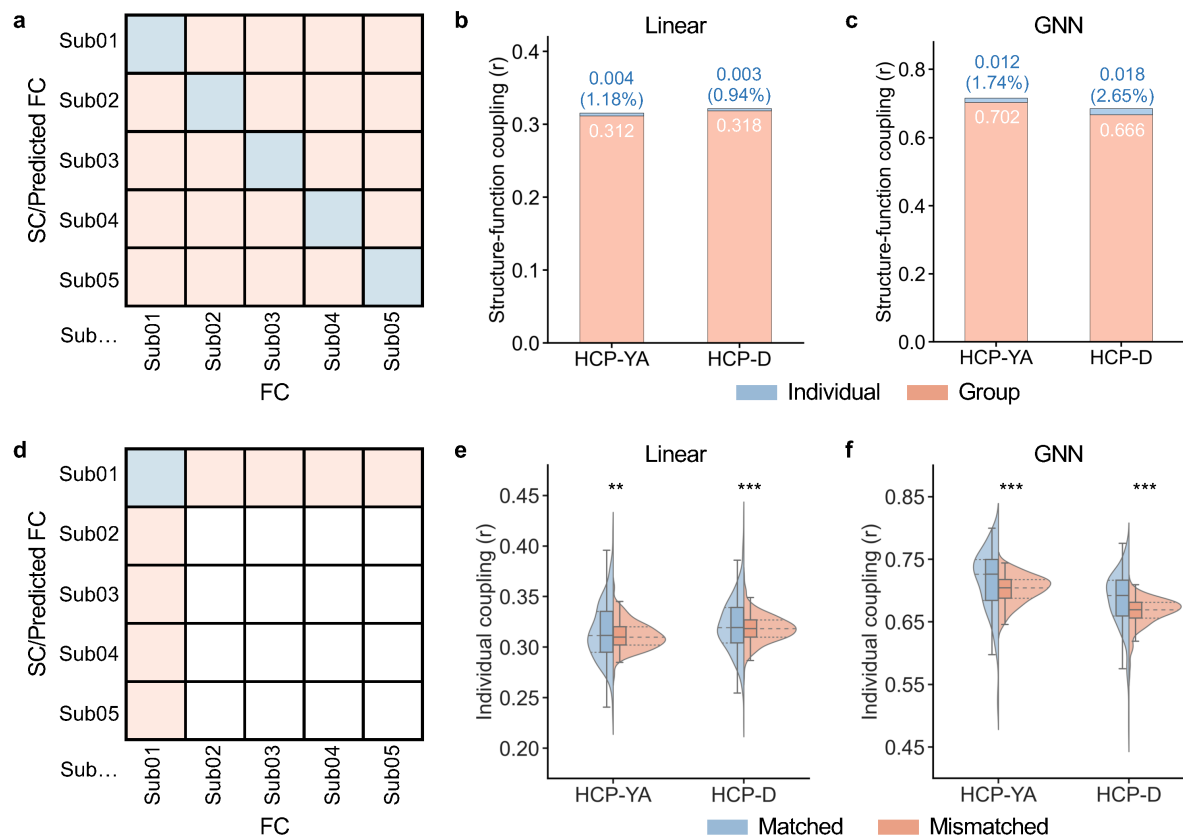 a
SC/Predicted FC
Sub01
Sub02
Sub03
Sub04
Sub05
Sub…
Sub01
Sub02
Sub03
Sub04
Sub05
FC
b
Linear
Structure-function coupling (r)
0.4
0.3
0.2
0.1
0.0
0.004
(1.18%)
0.312
0.003
(0.94%)
0.318
HCP-YA
HCP-D
c
GNN
Structure-function coupling (r)
0.8
0.6
0.4
0.2
0.0
0.012
(1.74%)
0.702
0.018
(2.65%)
0.666
HCP-YA
HCP-D
Individual
Group
d
SC/Predicted FC
Sub01
Sub02
Sub03
Sub04
Sub05
Sub…
Sub01
Sub02
Sub03
Sub04
Sub05
FC
e
Linear
Individual coupling (r)
0.45
0.40
0.35
0.30
0.25
0.20
**
***
HCP-YA
HCP-D
f
GNN
Individual coupling (r)
0.85
0.75
0.65
0.55
0.45
***
***
HCP-YA
HCP-D
Matched
Mismatched